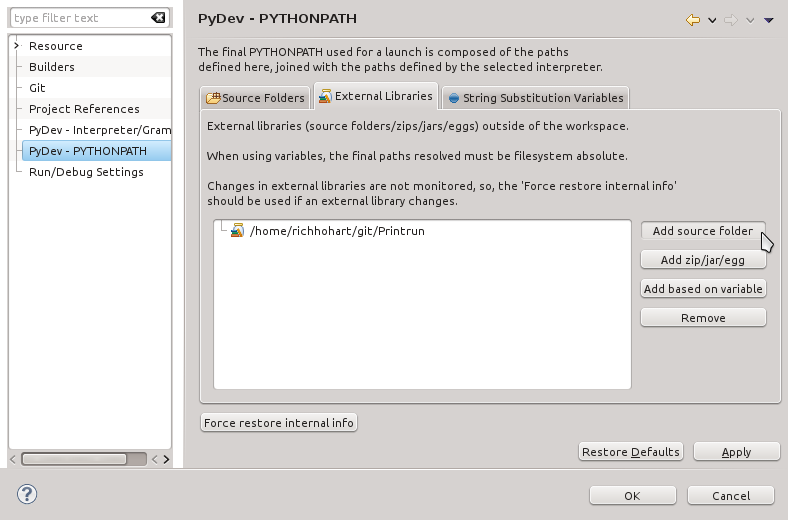 type filter text
Resource
Builders
Git
Project References
PyDev - Interpreter/Gram
PyDev - PYTHONPATH
Run/Debug Settings
PyDev - PYTHONPATH
The final PYTHONPATH used for a launch is composed of the paths
defined here, joined with the paths defined by the selected interpreter.
Source Folders
External Libraries
String Substitution Variables
External libraries (source folders/zips/jars/eggs) outside of the workspace.
When using variables, the final paths resolved must be filesystem absolute.
Changes in external libraries are not monitored, so, the 'Force restore internal info'
should be used if an external library changes.
/home/richhohart/git/Printrun
Add source folder
Add zip/jar/egg
Add based on variable
Remove
Force restore internal info
Restore Defaults
Apply
?
OK
Cancel